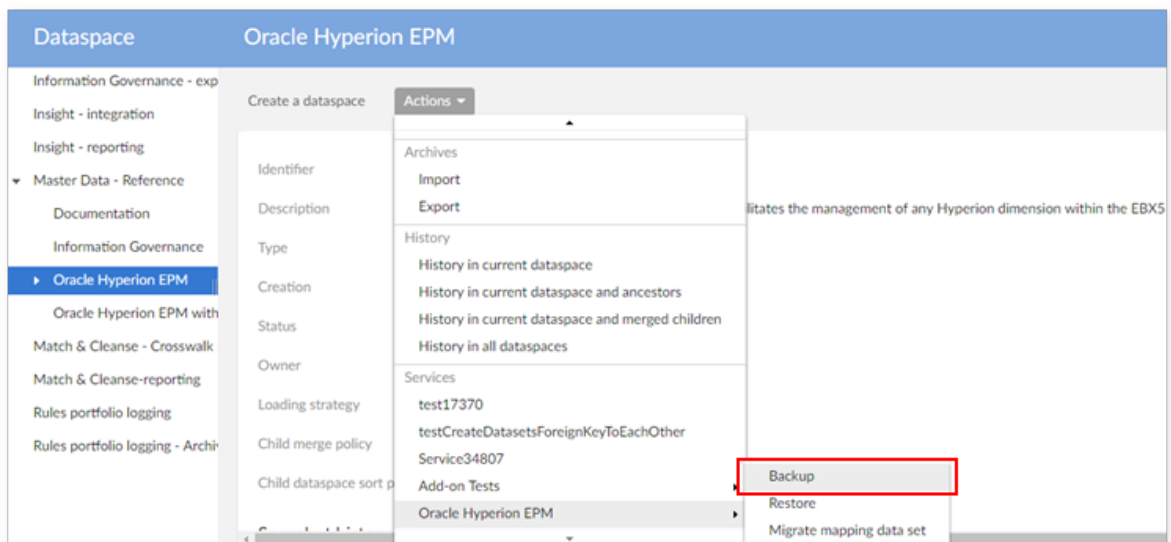 Dataspace
Oracle Hyperion EPM
Information Governance - exp
Insight - integration
Insight - reporting
Master Data - Reference
Documentation
Information Governance
Oracle Hyperion EPM
Oracle Hyperion EPM with
Match & Cleanse - Crosswalk
Match & Cleanse-reporting
Rules portfolio logging
Rules portfolio logging - Archi
Create a dataspace
Actions
Identifier
Description
Type
Creation
Status
Owner
Loading strategy
Child merge policy
Child dataspace sort p
litates the management of any Hyperion dimension within the EBX5
Archives
Import
Export
History
History in current dataspace
History in current dataspace and ancestors
History in current dataspace and merged children
History in all dataspaces
Services
test17370
testCreateDatasetsForeignKeyToEachOther
Service34807
Add-on Tests
Oracle Hyperion EPM
Backup
Restore
Migrate mapping data set